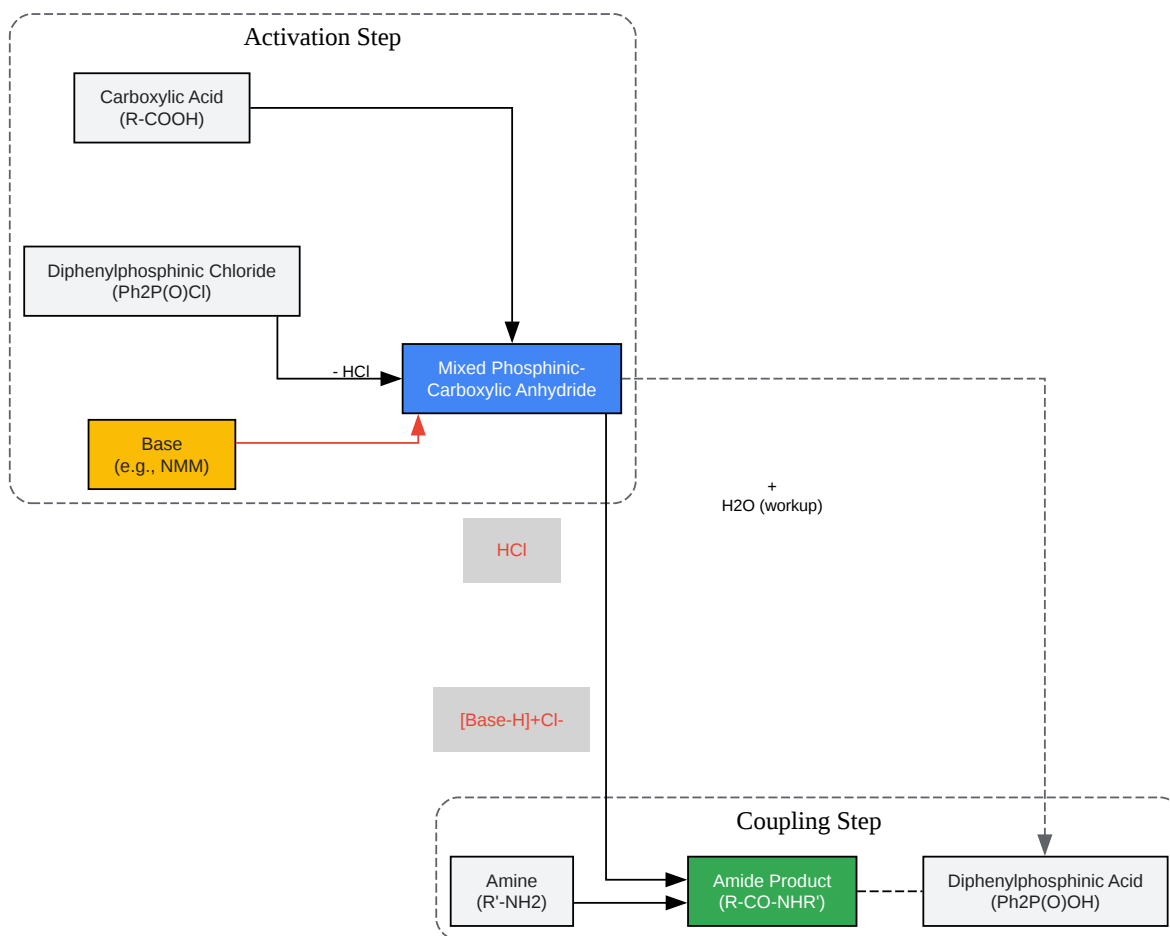 Activation Step
Carboxylic Acid
(R-COOH)
Diphenylphosphinic Chloride
(Ph2P(O)Cl)
- HCl
Mixed Phosphinic-
Carboxylic Anhydride
Base
(e.g., NMM)
+
H2O (workup)
HCl
[Base-H]+Cl-
Coupling Step
Amine
(R'-NH2)
Amide Product
(R-CO-NHR')
Diphenylphosphinic Acid
(Ph2P(O)OH)